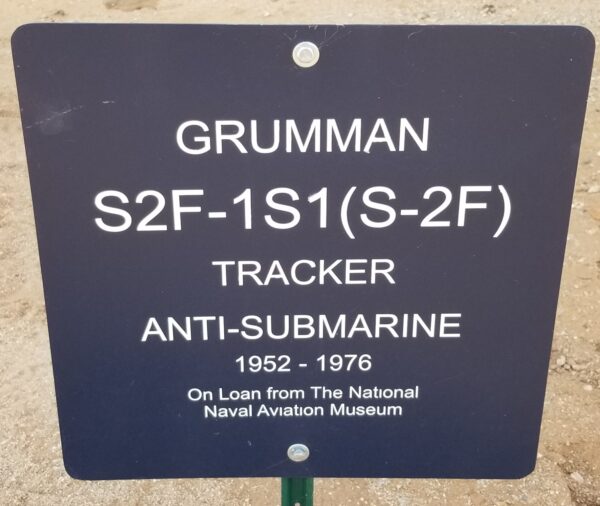 GRUMMAN
S2F-1S1(S-2F)
TRACKER
ANTI-SUBMARINE
1952 - 1976
On Loan from The National
Naval Aviation Museum